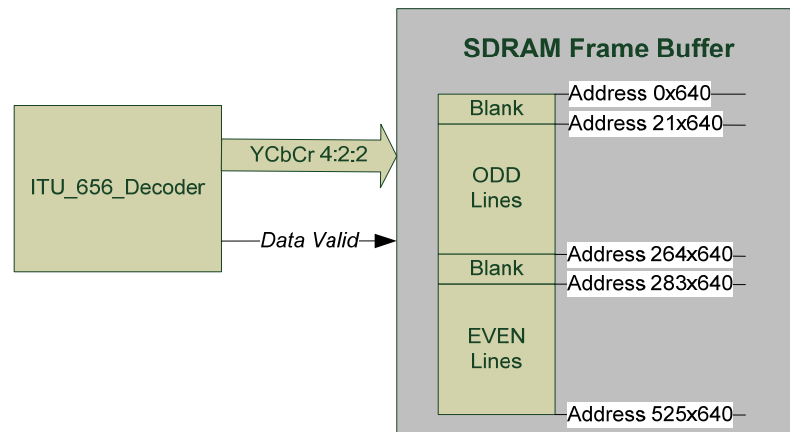 SDRAM Frame Buffer
Address 0x640
Blank
Address 21x640
YCbCr 4:2:2
ITU_656_Decoder
ODD
Lines
Data Valid
Address 264x640
Blank
Address 283x640
EVEN
Lines
Address 525x640